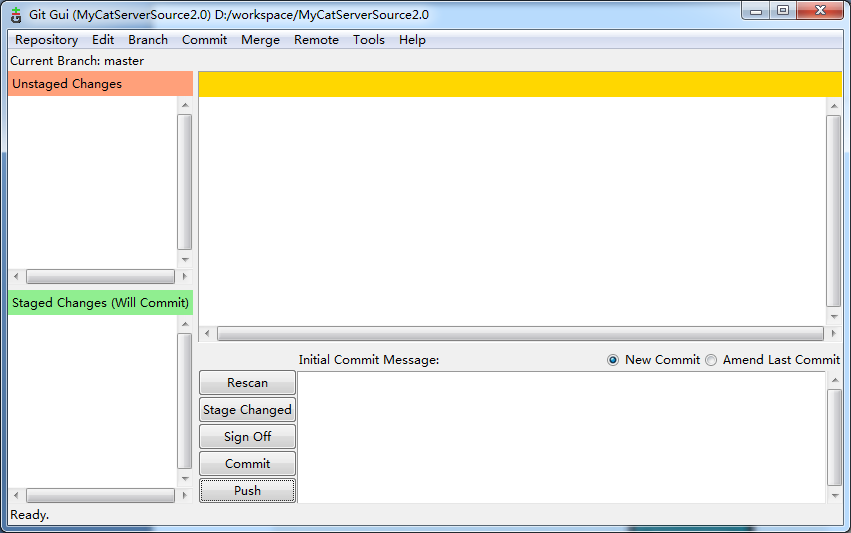 Git Gui (MyCatServerSource2.0) D:/workspace/MyCatServerSource2.0
Repository Edit Branch Commit Merge Remote Tools Help
Current Branch: master
Unstaged Changes
Staged Changes (Will Commit)
Initial Commit Message:
New Commit
Amend Last Commit
Rescan
Stage Changed
Sign Off
Commit
Push
Ready.